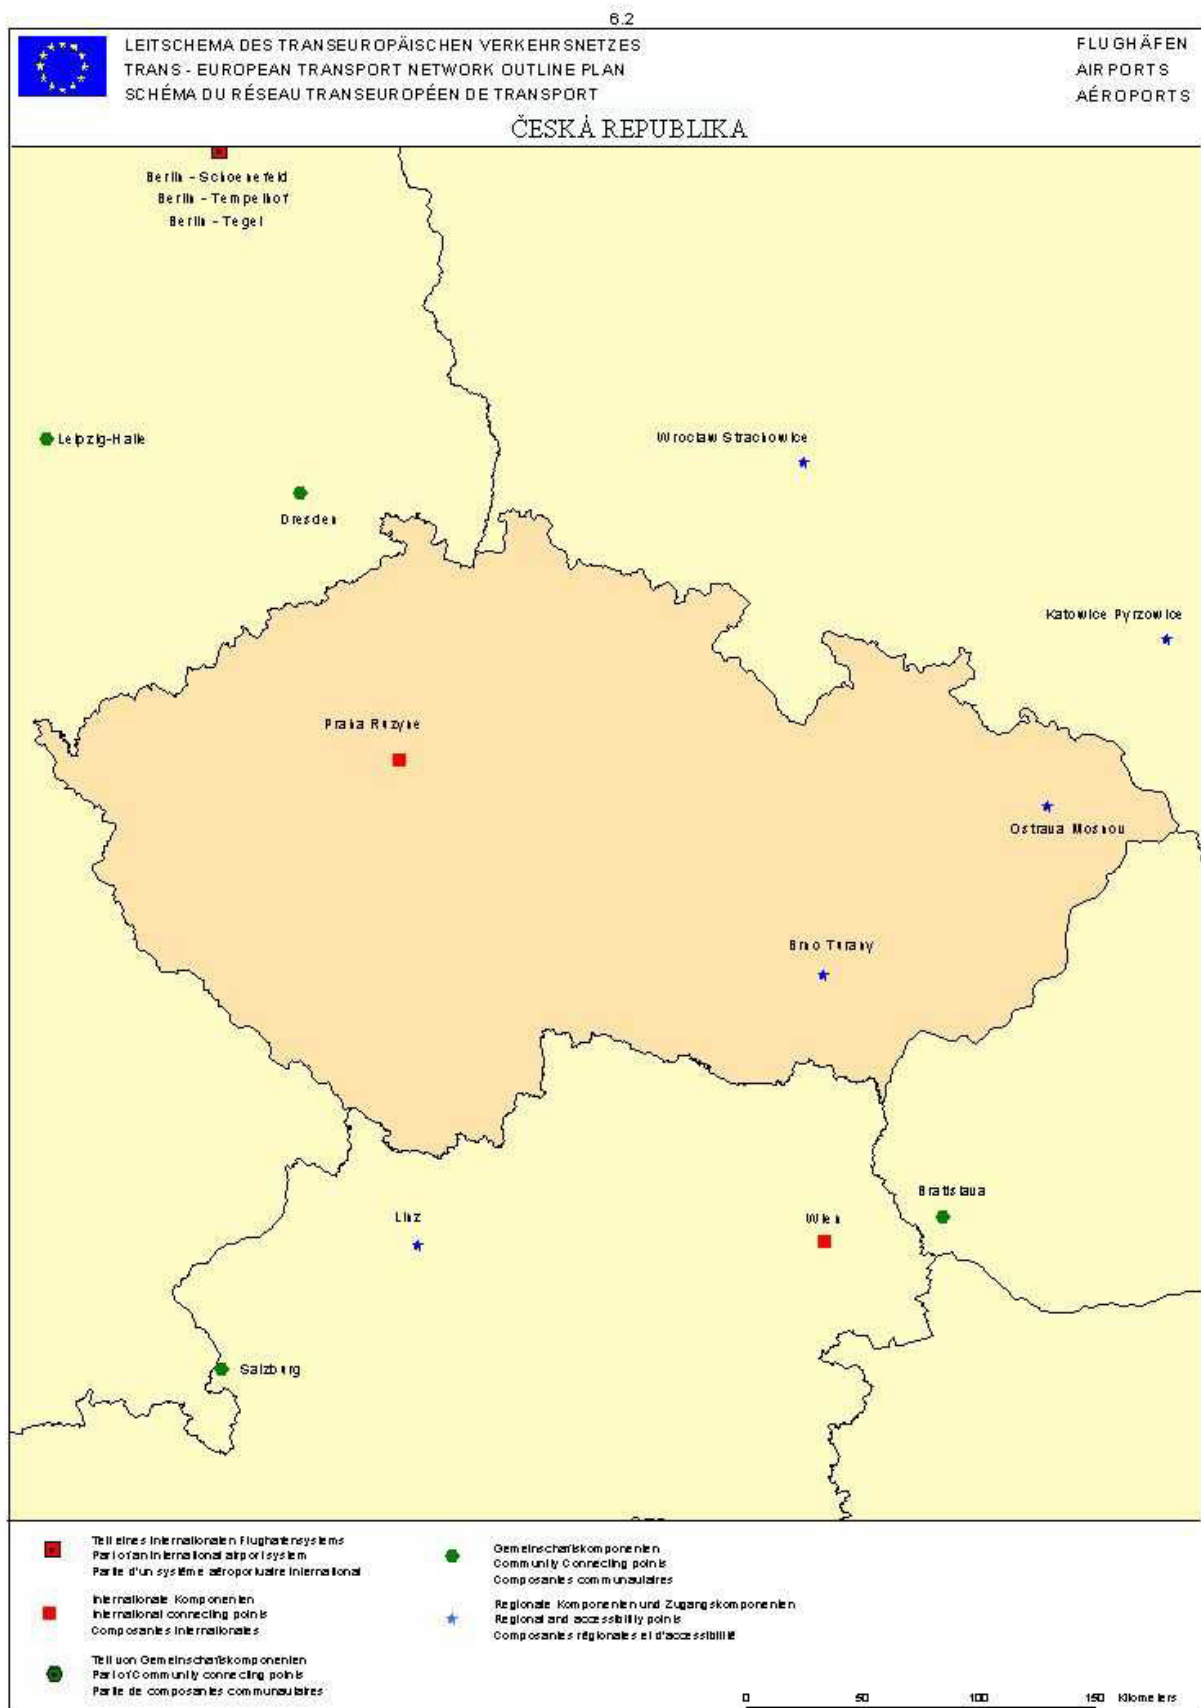 6.2
LEITSCHEMA DES TRANSEUROPÄISCHEN VERKEHRSNETZES
TRANS - EUROPEAN TRANSPORT NETWORK OUTLINE PLAN
SCHÉMA DU RÉSEAU TRANSEUROPÉEN DE TRANSPORT
FLUGHÄFEN
AIRPORTS
AÉROPORTS
ČESKÁ REPUBLIKA
Berlin - Schoenefeld
Berlin - Tempelhof
Berlin - Tegel
Leipzig-Halle
Wroclaw Strachowice
Dresden
Katowice Pyrzowice
Praha Ruzyne
Ostrava Mosnov
Brno Turany
Bratislava
Linz
Wien
Salzburg
Teil eines internationalen Flughafensystems
Part of an international airport system
Partie d'un système aéroportuaire international
Internationale Komponenten
International connecting points
Composantes internationales
Teil von Gemeinschaftskomponenten
Part of Community connecting points
Partie de composantes communautaires
Gemeinschaftskomponenten
Community Connecting points
Composantes communautaires
Regionale Komponenten und Zugangskomponenten
Regional and accessibility points
Composantes régionales et d'accessibilité
0 50 100 150 Kilometers